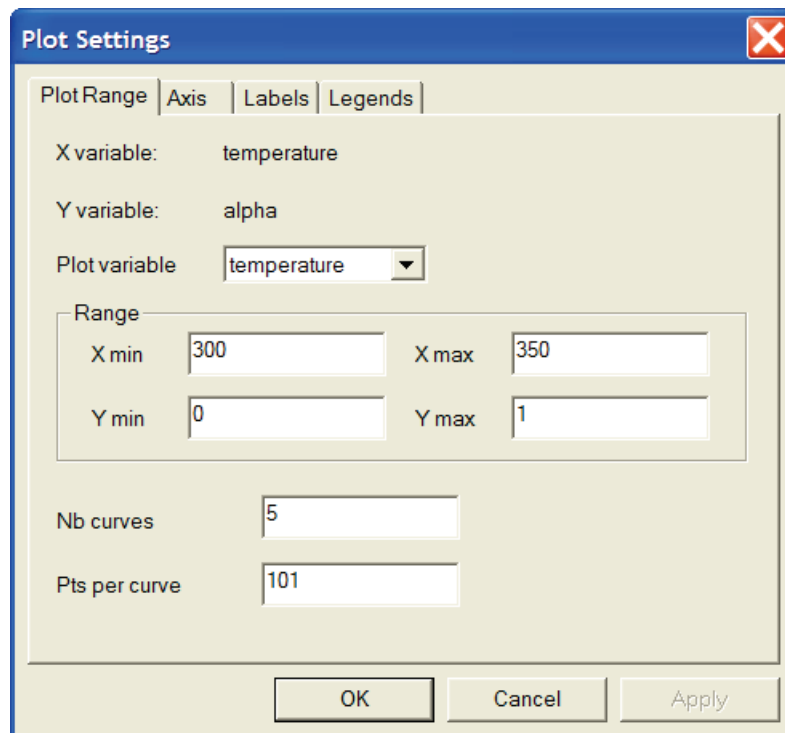 Plot Settings
Plot Range Axis Labels Legends
X variable: temperature
Y variable: alpha
Plot variable temperature
Range
X min 300 X max 350
Y min 0 Y max 1
Nb curves 5
Pts per curve 101
OK Cancel Apply